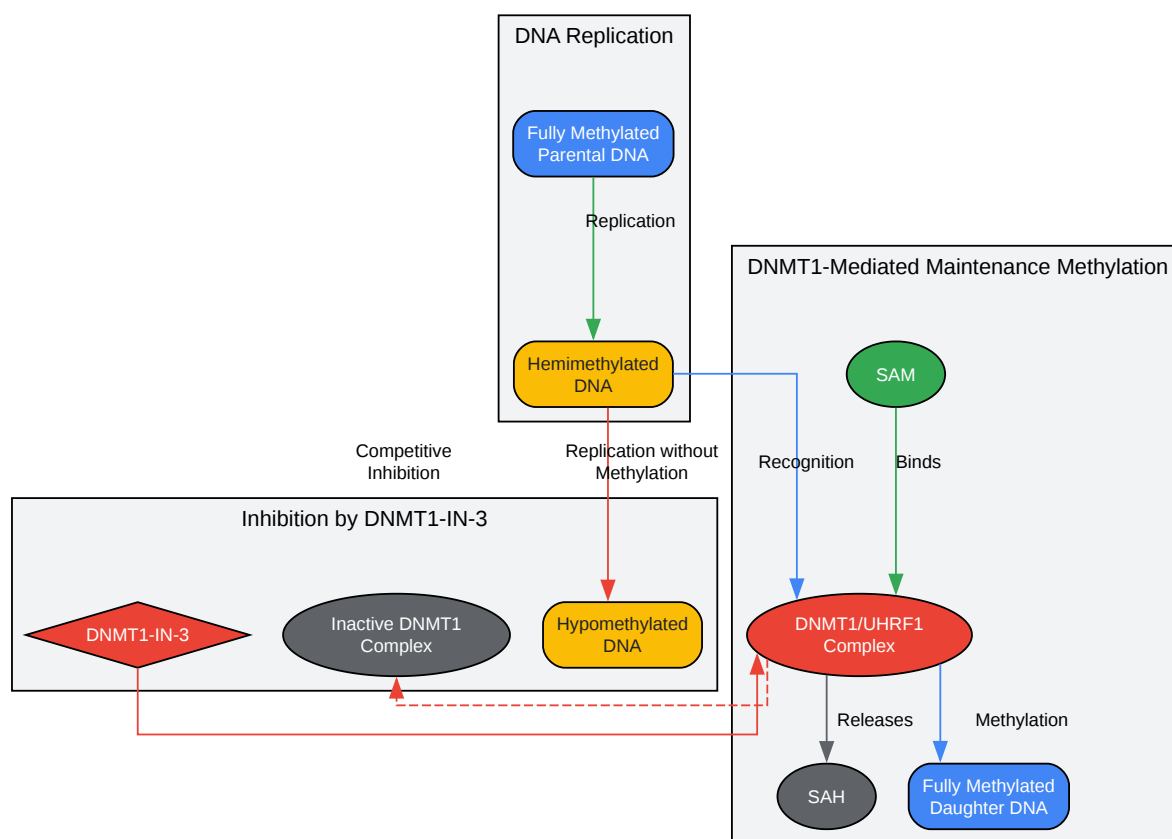 DNA Replication
Fully Methylated
Parental DNA
Replication
DNMT1-Mediated Maintenance Methylation
Hemimethylated
DNA
SAM
Competitive
Inhibition
Replication without
Methylation
Recognition
Binds
Inhibition by DNMT1-IN-3
DNMT1-IN-3
Inactive DNMT1
Complex
Hypomethylated
DNA
DNMT1/UHRF1
Complex
Releases
Methylation
SAH
Fully Methylated
Daughter DNA